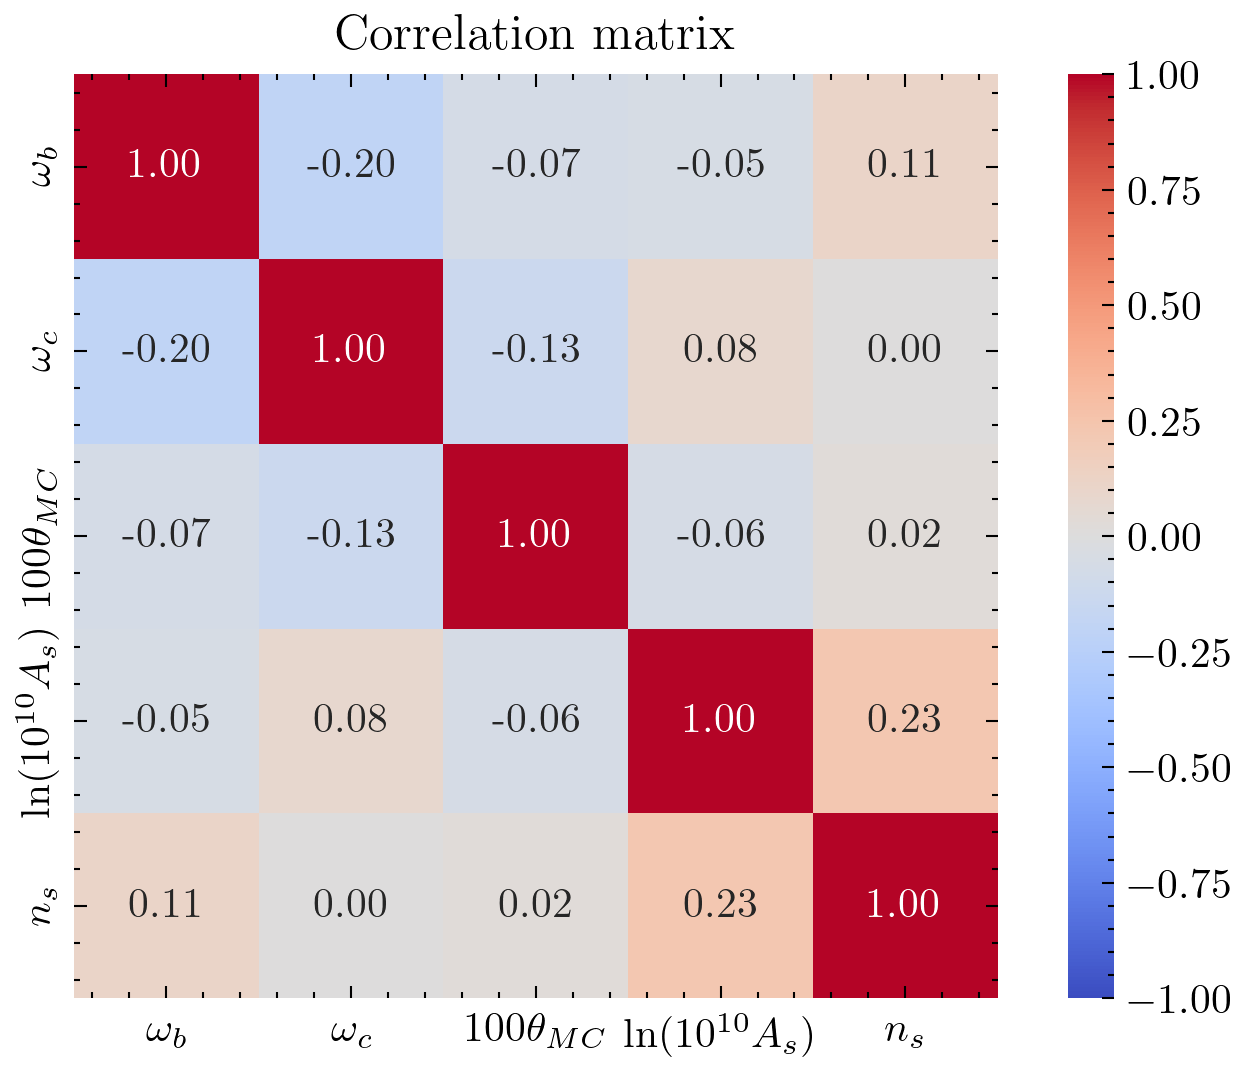 Correlation matrix
ω_b 1.00 -0.20 -0.07 -0.05 0.11
ω_c -0.20 1.00 -0.13 0.08 0.00
100θ_{MC} -0.07 -0.13 1.00 -0.06 0.02
ln(10^{10}A_s) -0.05 0.08 -0.06 1.00 0.23
n_s 0.11 0.00 0.02 0.23 1.00
ω_b ω_c 100θ_{MC} ln(10^{10}A_s) n_s
1.00
0.75
0.50
0.25
0.00
−0.25
−0.50
−0.75
−1.00